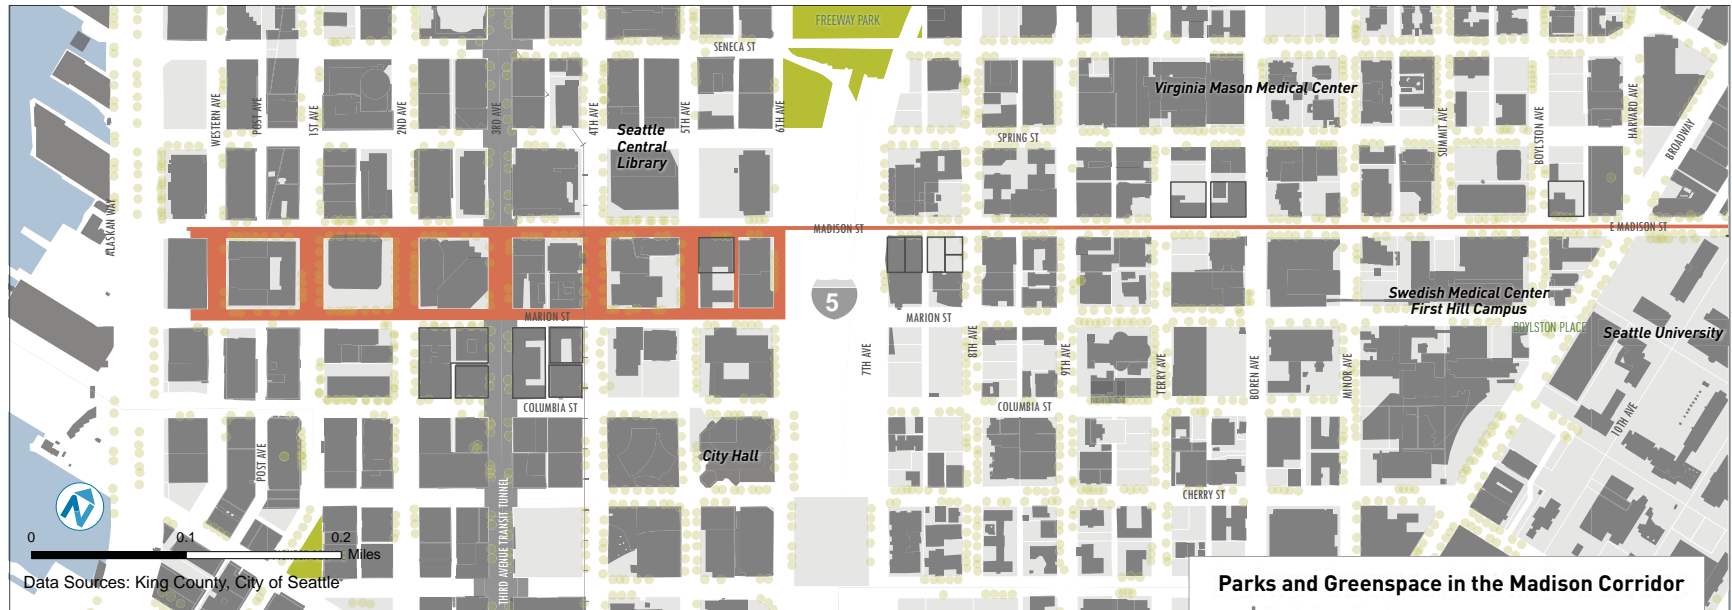 FREEWAY PARK
SENECA ST
WESTERN AVE
POST AVE
1ST AVE
2ND AVE
3RD AVE
4TH AVE
5TH AVE
6TH AVE
Virginia Mason Medical Center
SUMMIT AVE
BOYLSTON AVE
HARVARD AVE
BROADWAY
Seattle
Central
Library
SPRING ST
ALASKAN WAY
MADISON ST
E MADISON ST
5
Swedish Medical Center
First Hill Campus
MARION ST
MARION ST
BOYLSTON PLACE
Seattle University
7TH AVE
8TH AVE
9TH AVE
TERRY AVE
BOREN AVE
MINOR AVE
COLUMBIA ST
COLUMBIA ST
10TH AVE
POST AVE
City Hall
CHERRY ST
THIRD AVENUE TRANSIT TUNNEL
N
0 0.1 0.2
Miles
Data Sources: King County, City of Seattle
Parks and Greenspace in the Madison Corridor